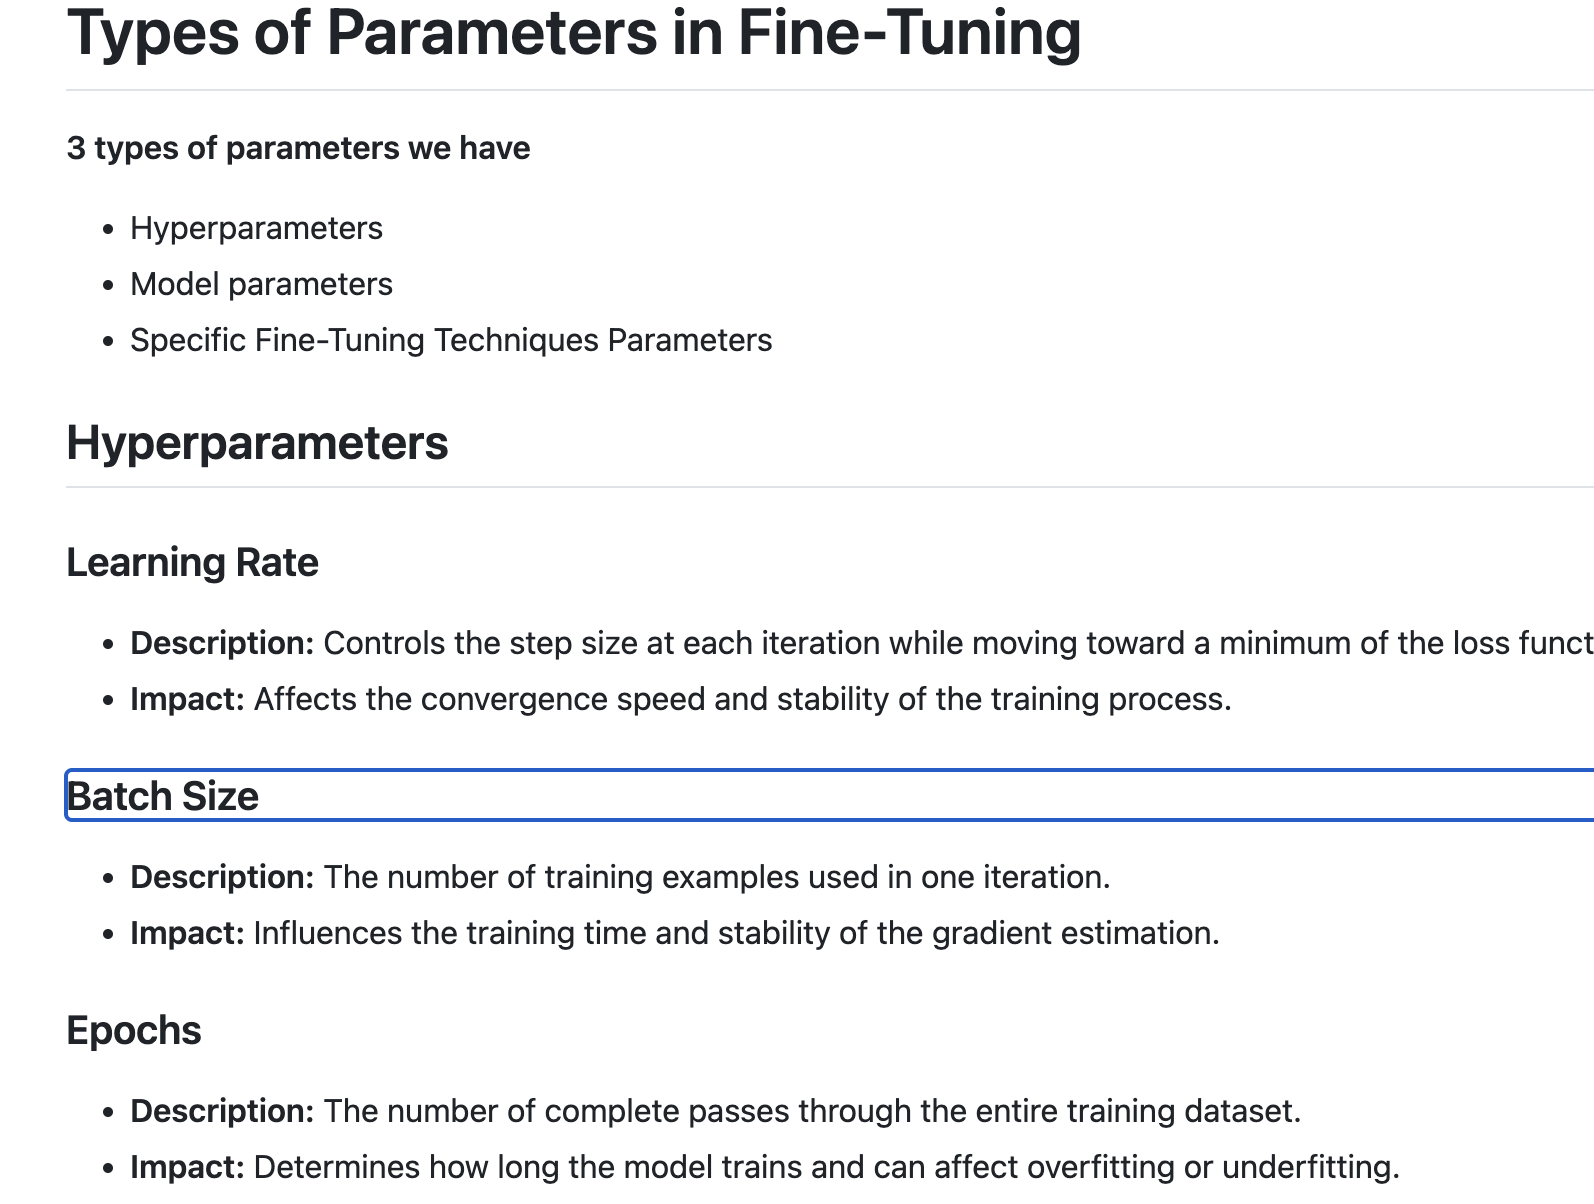 Types of Parameters in Fine-Tuning
3 types of parameters we have
Hyperparameters
Model parameters
Specific Fine-Tuning Techniques Parameters
Hyperparameters
Learning Rate
Description: Controls the step size at each iteration while moving toward a minimum of the loss funct
Impact: Affects the convergence speed and stability of the training process.
Batch Size
Description: The number of training examples used in one iteration.
Impact: Influences the training time and stability of the gradient estimation.
Epochs
Description: The number of complete passes through the entire training dataset.
Impact: Determines how long the model trains and can affect overfitting or underfitting.